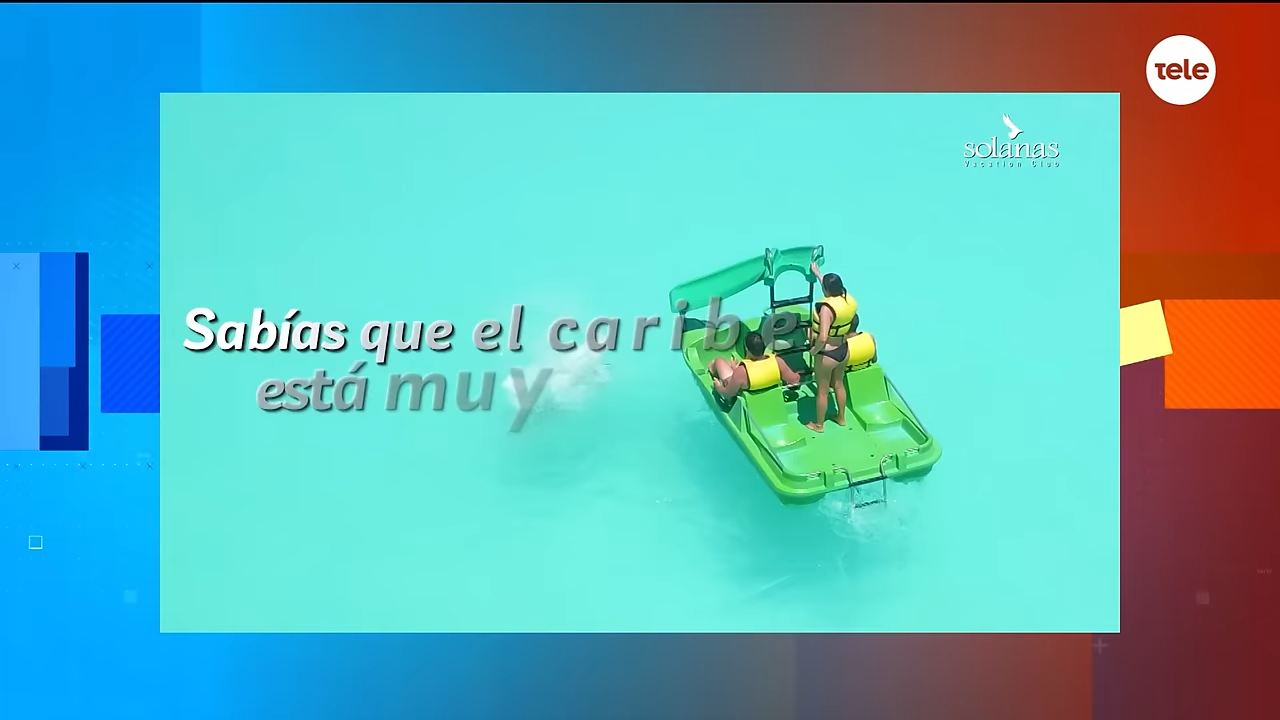 tele
solanas
Vacation Club
Sabías que el caribe,
está muy